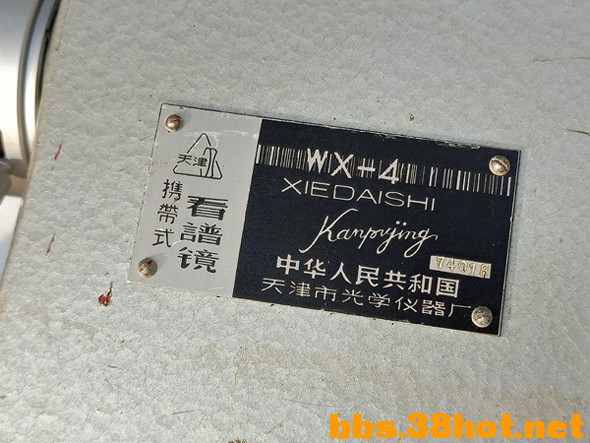 天津
携带式
看譜镜
WX-4
XIEDAISHI
Kanpujing
中华人民共和国
天津市光学仪器厂
bbs.38hot.net